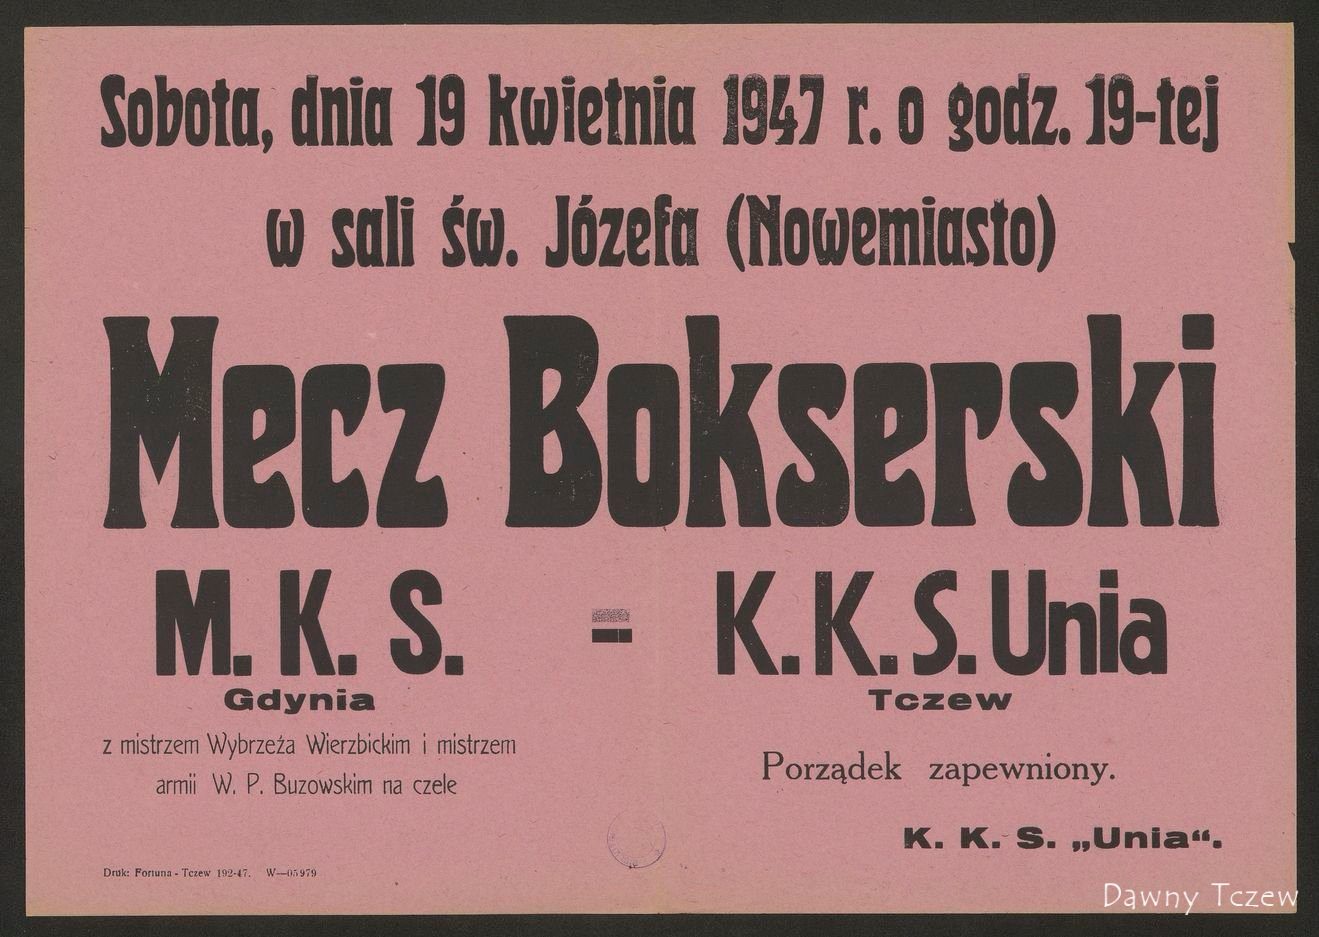 Sobota, dnia 19 kwietnia 1947 r. o godz. 19-tej
w sali św. Józefa (Nowemiasto)
Mecz Bokserski
M. K. S. - K. K. S. Unia
Gdynia Tczew
z mistrzem Wybrzeża Wierzbickim i mistrzem
armii W. P. Buzowskim na czele
Porządek zapewniony.
K. K. S. „Unia“.
Druk: Fortuna - Tczew 192-47. W—05979
Dawny Tczew